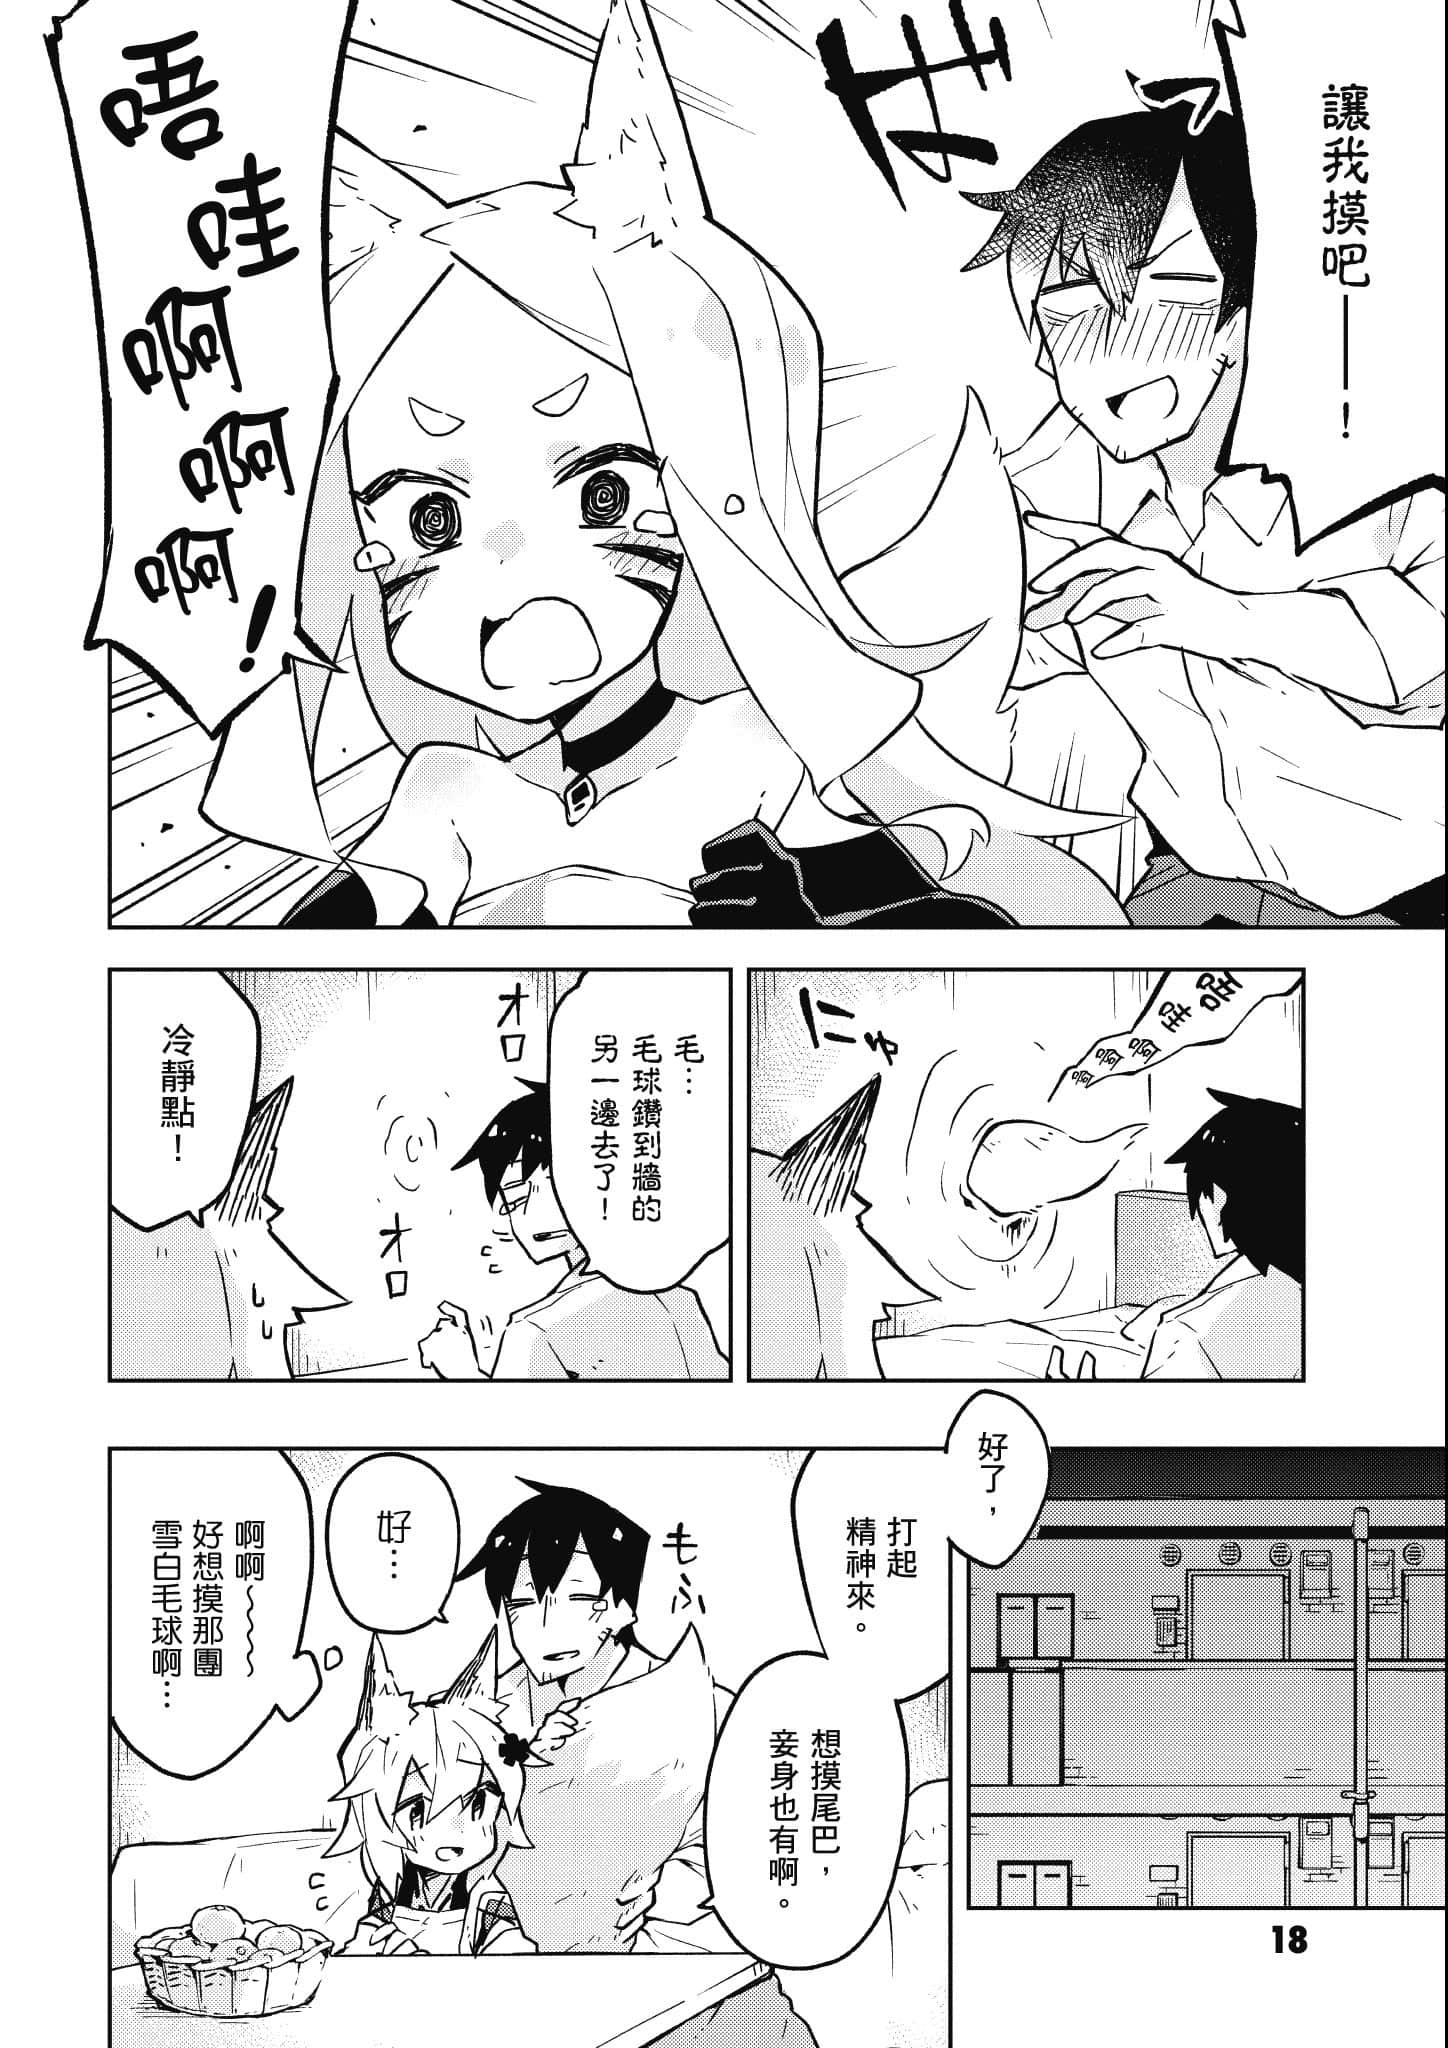 讓我摸吧——！
ガバッ
唔哇啊啊啊！
唔哇啊啊啊
にゅ
毛…
毛球鑽到牆的
另一邊去了！
オロ
オロ
冷靜點！
好了，
打起
精神來。
想摸尾巴，
妾身也有啊。
もふ
好…
啊啊～～～
好想摸那團
雪白毛球啊…
18